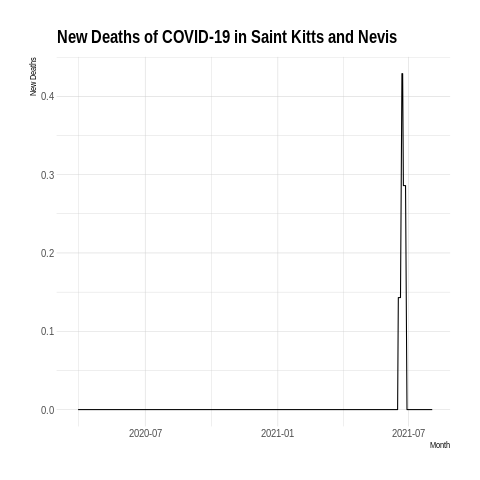 New Deaths of COVID-19 in Saint Kitts and Nevis
New Deaths
0.4
0.3
0.2
0.1
0.0
2020-07
2021-01
2021-07
Month